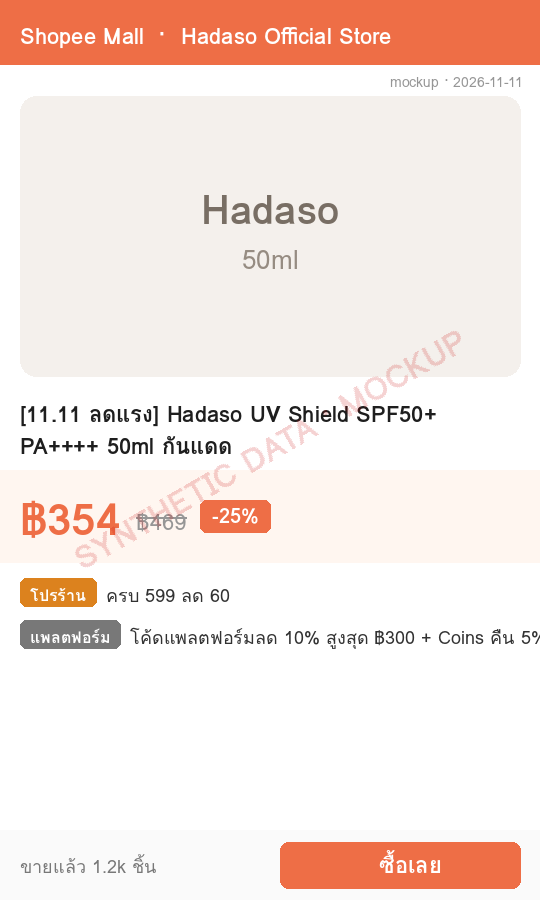 Shopee Mall · Hadaso Official Store
mockup · 2026-11-11
Hadaso
50ml
[11.11 ลดแรง] Hadaso UV Shield SPF50+
PA++++ 50ml กันแดด
฿354 ฿469 -25%
SYNTHETIC DATA · MOCKUP
โปรร้าน ครบ 599 ลด 60
แพลตฟอร์ม โค้ดแพลตฟอร์มลด 10% สูงสุด ฿300 + Coins คืน 5%
ขายแล้ว 1.2k ชิ้น
ซื้อเลย